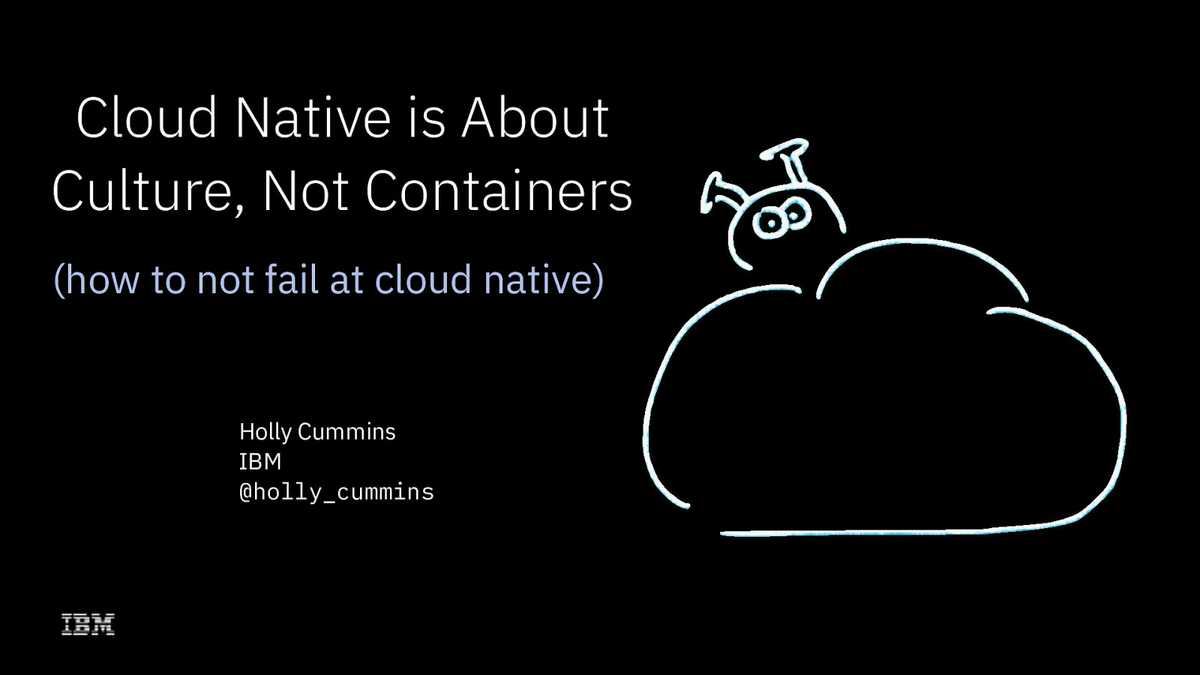 Cloud Native is About
Culture, Not Containers
(how to not fail at cloud native)
Holly Cummins
IBM
@holly_cummins
IBM